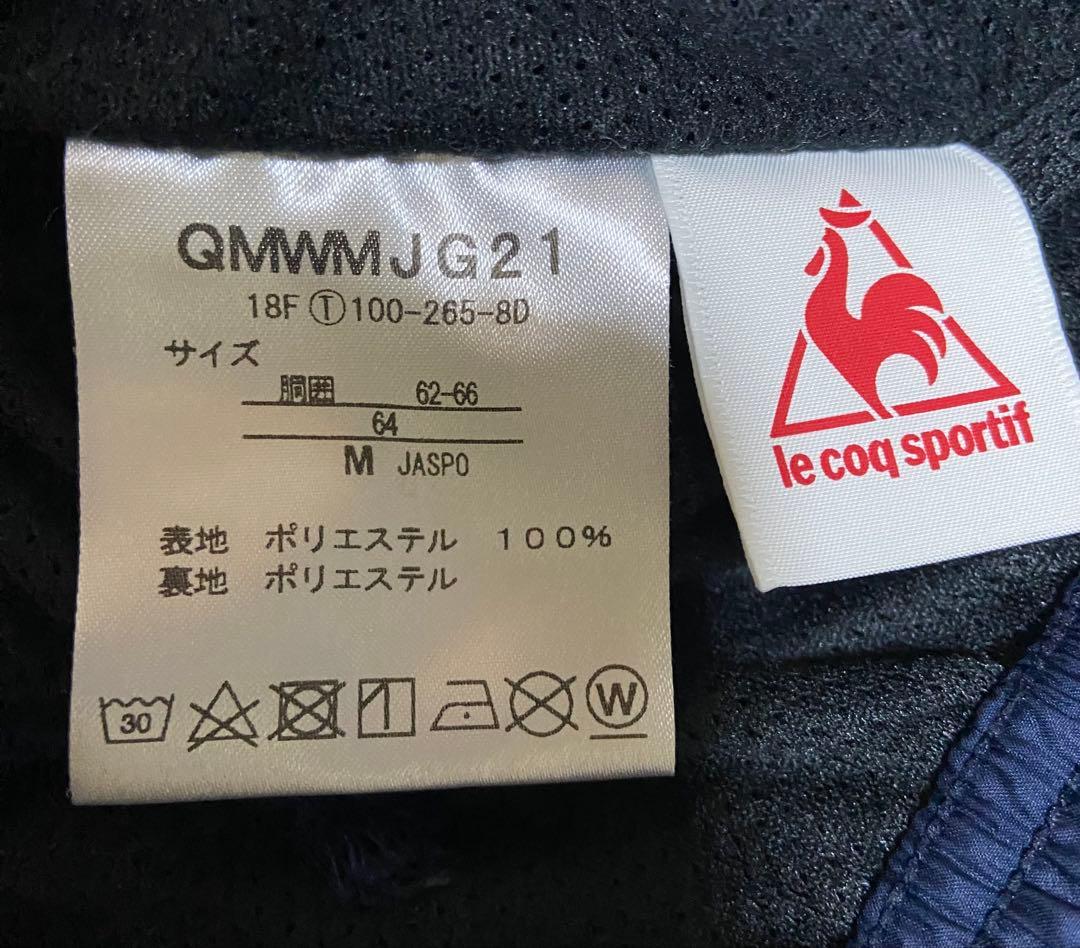 QMWMJG21
18F Ⓣ100-265-8D
サイズ
胴囲 62-66
64
M JASPO
表地 ポリエステル 100%
裏地 ポリエステル
30
W
le coq sportif